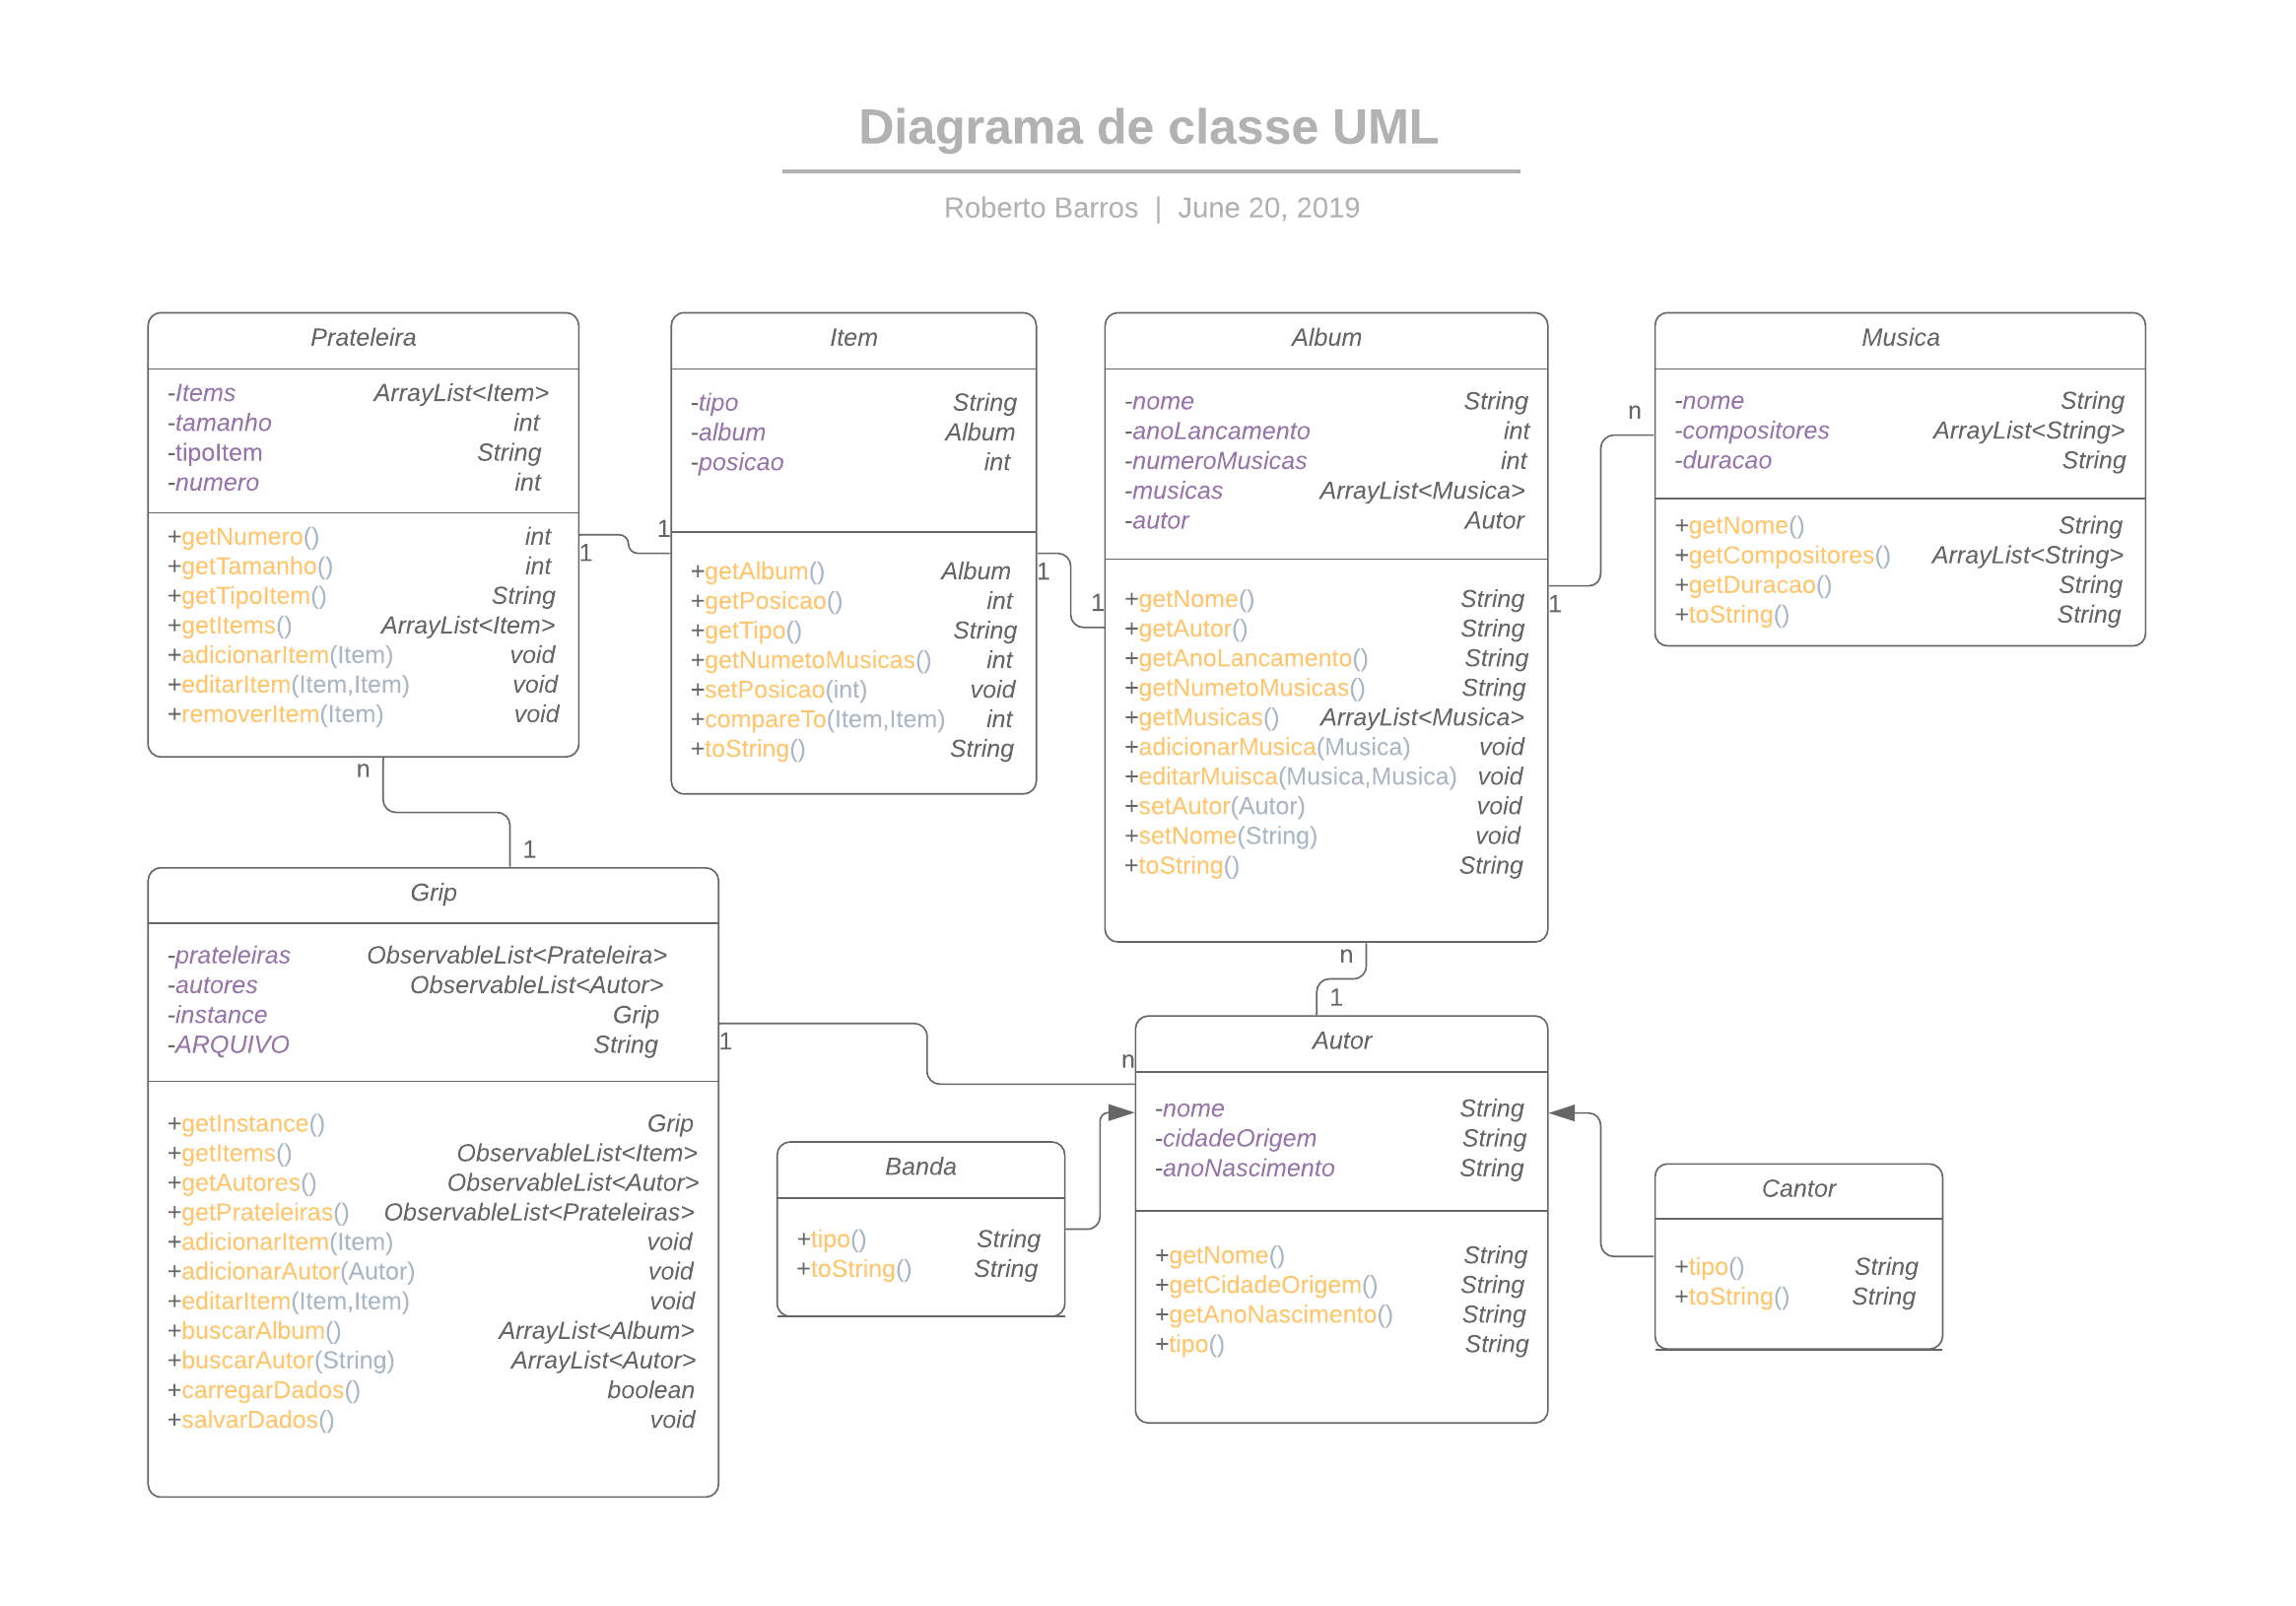 Diagrama de classe UML
Roberto Barros | June 20, 2019
Prateleira
-Items ArrayList<Item>
-tamanho int
-tipoItem String
-numero int
+getNumero() int
+getTamanho() int
+getTipoItem() String
+getItems() ArrayList<Item>
+adicionarItem(Item) void
+editarItem(Item,Item) void
+removerItem(Item) void
1
1
Item
-tipo String
-album Album
-posicao int
+getAlbum() Album
+getPosicao() int
+getTipo() String
+getNumetoMusicas() int
+setPosicao(int) void
+compareTo(Item,Item) int
+toString() String
1
1
Album
-nome String
-anoLancamento int
-numeroMusicas int
-musicas ArrayList<Musica>
-autor Autor
+getNome() String
+getAutor() String
+getAnoLancamento() String
+getNumetoMusicas() String
+getMusicas() ArrayList<Musica>
+adicionarMusica(Musica) void
+editarMuisca(Musica,Musica) void
+setAutor(Autor) void
+setNome(String) void
+toString() String
1
n
Musica
-nome String
-compositores ArrayList<String>
-duracao String
+getNome() String
+getCompositores() ArrayList<String>
+getDuracao() String
+toString() String
n
1
Grip
-prateleiras ObservableList<Prateleira>
-autores ObservableList<Autor>
-instance Grip
-ARQUIVO String
+getInstance() Grip
+getItems() ObservableList<Item>
+getAutores() ObservableList<Autor>
+getPrateleiras() ObservableList<Prateleiras>
+adicionarItem(Item) void
+adicionarAutor(Autor) void
+editarItem(Item,Item) void
+buscarAlbum() ArrayList<Album>
+buscarAutor(String) ArrayList<Autor>
+carregarDados() boolean
+salvarDados() void
1
n
Banda
+tipo() String
+toString() String
n
1
Autor
-nome String
-cidadeOrigem String
-anoNascimento String
+getNome() String
+getCidadeOrigem() String
+getAnoNascimento() String
+tipo() String
Cantor
+tipo() String
+toString() String